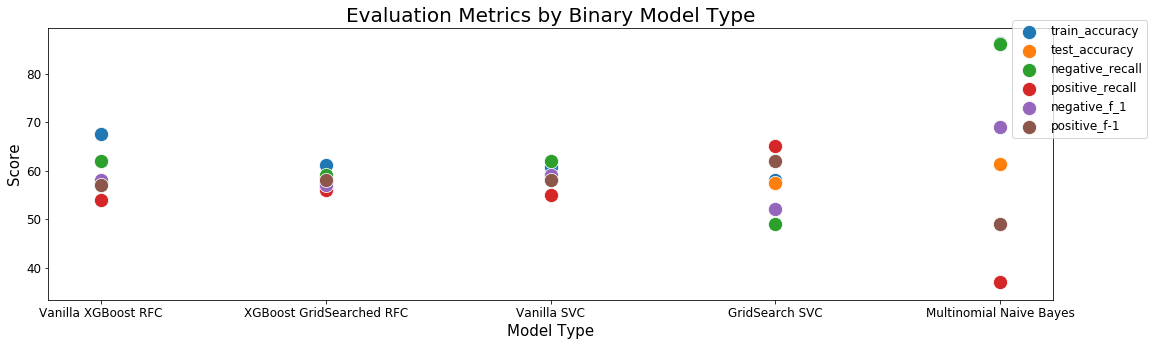 Evaluation Metrics by Binary Model Type
train_accuracy
test_accuracy
negative_recall
positive_recall
negative_f_1
positive_f-1
Score
80
70
60
50
40
Vanilla XGBoost RFC
XGBoost GridSearched RFC
Vanilla SVC
GridSearch SVC
Multinomial Naive Bayes
Model Type